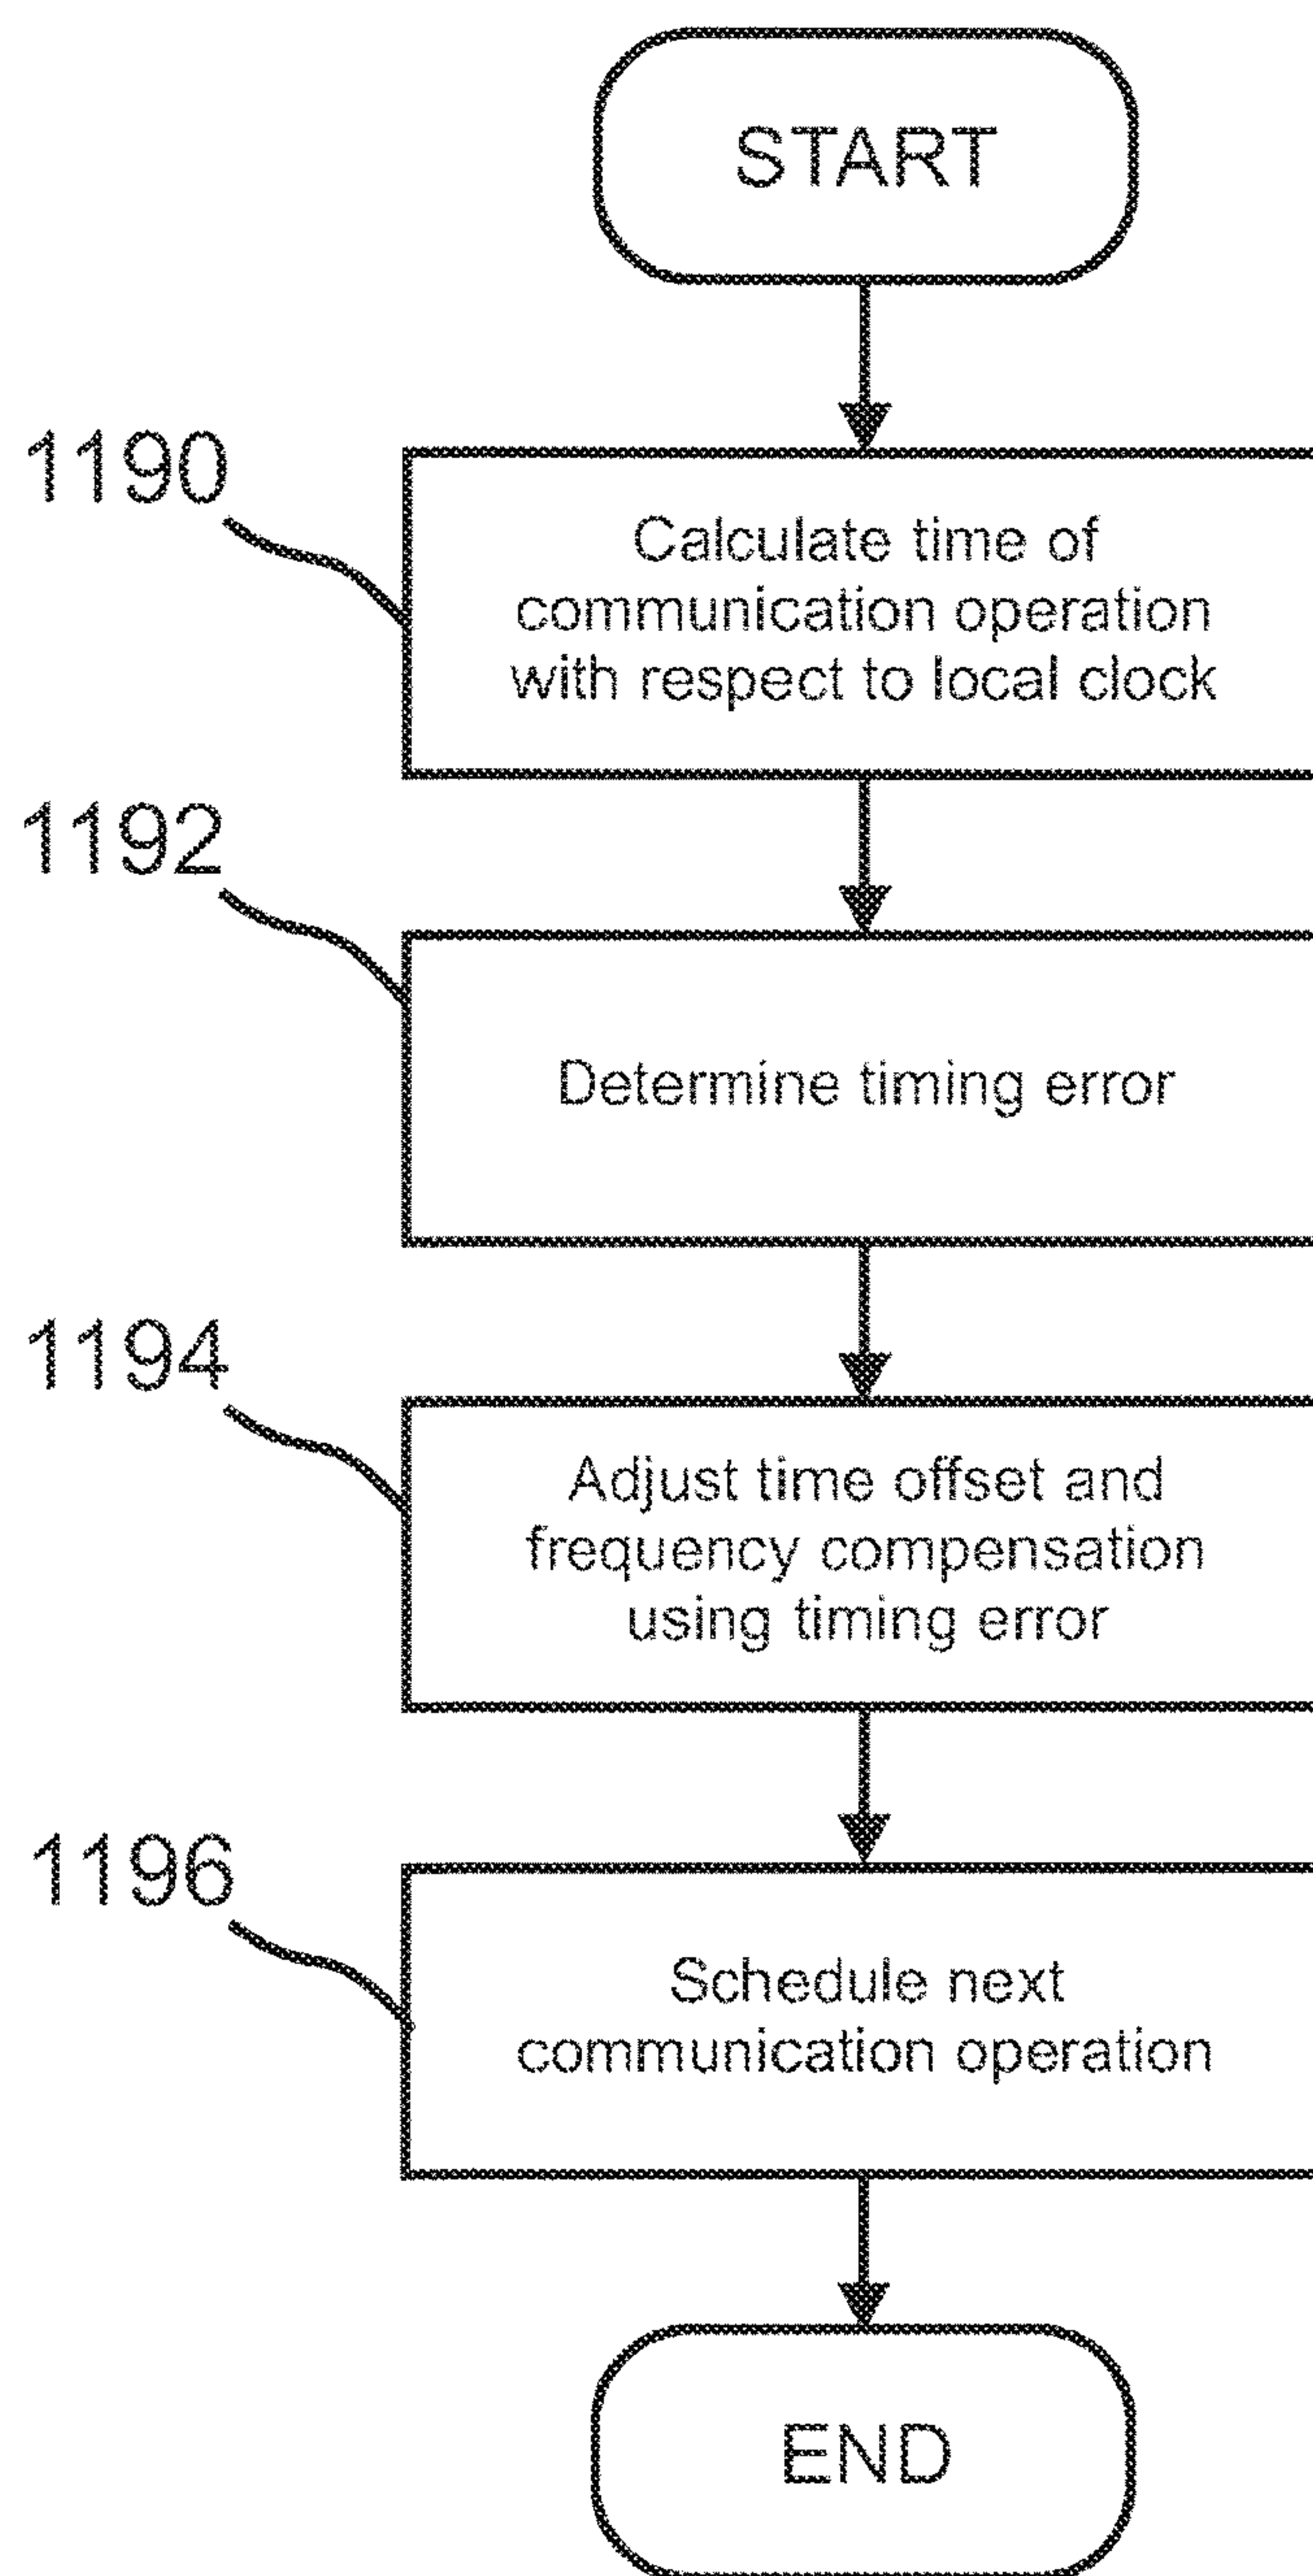 START
1190
Calculate time of
communication operation
with respect to local clock
1192
Determine timing error
1194
Adjust time offset and
frequency compensation
using timing error
1196
Schedule next
communication operation
END